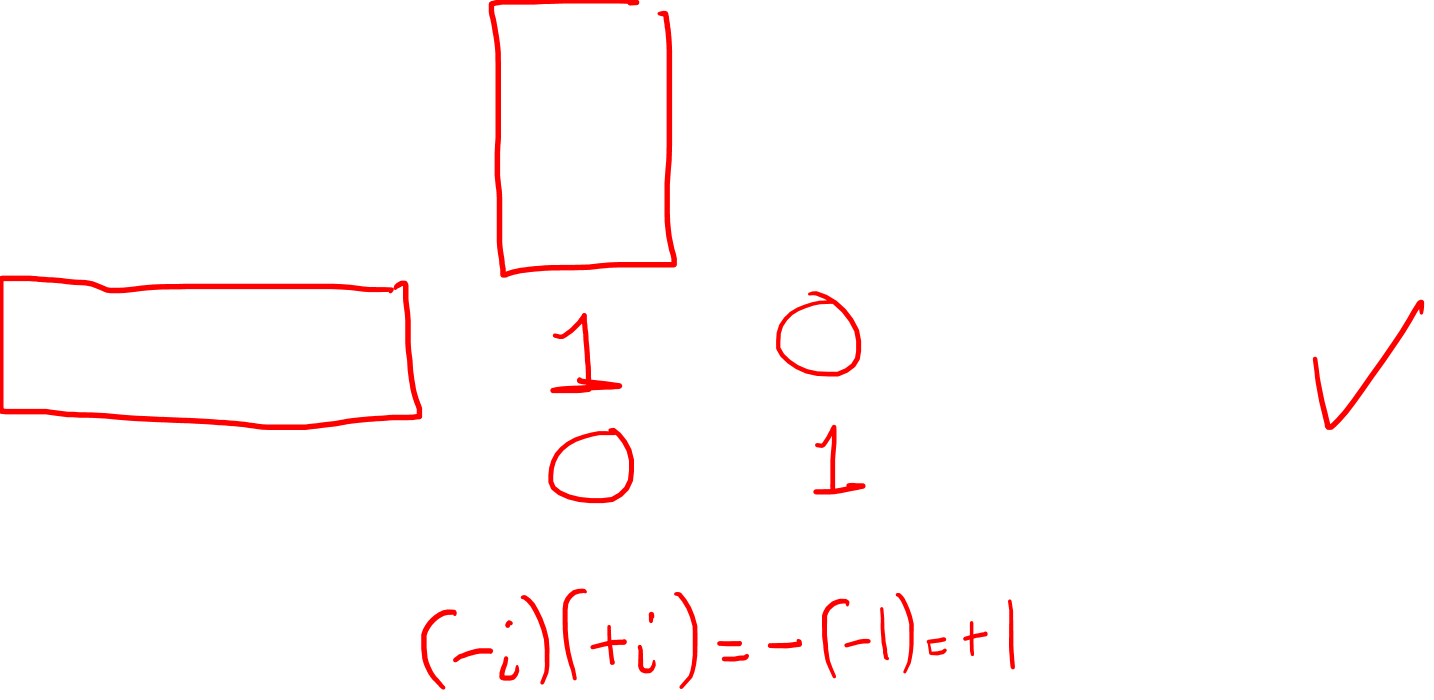 1 0
0 1
(-i)(+i) = -(-1) = +1